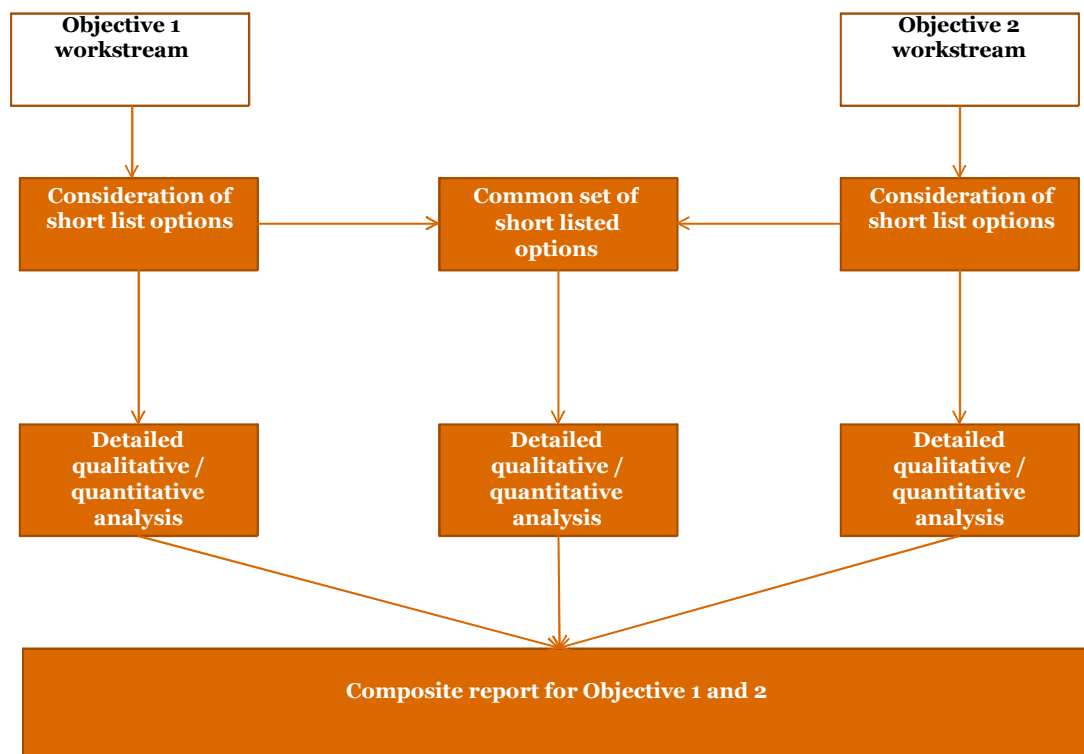 Objective 1
workstream
Objective 2
workstream
Consideration of
short list options
Common set of
short listed
options
Consideration of
short list options
Detailed
qualitative /
quantitative
analysis
Detailed
qualitative /
quantitative
analysis
Detailed
qualitative /
quantitative
analysis
Composite report for Objective 1 and 2